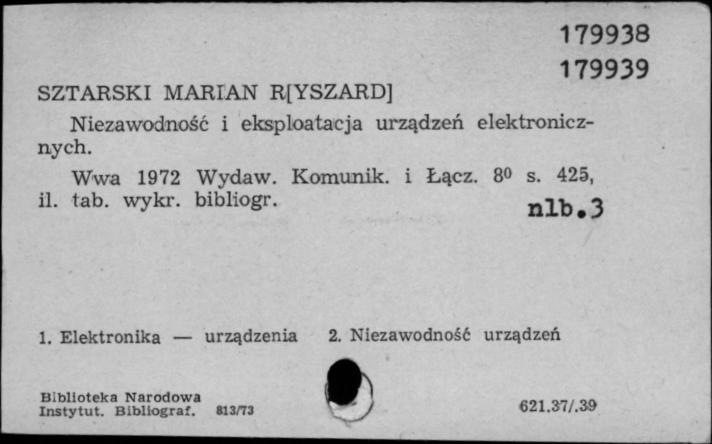 179938
179939
SZTARSKI MARIAN R[YSZARD]
Niezawodność i eksploatacja urządzeń elektronicz-
nych.
Wwa 1972 Wydaw. Komunik. i Łącz. 8⁰ s. 425,
il. tab. wykr. bibliogr.
nlb.3
1. Elektronika — urządzenia 2. Niezawodność urządzeń
Biblioteka Narodowa
Instytut. Bibliograf. 813/73
621.37/.39